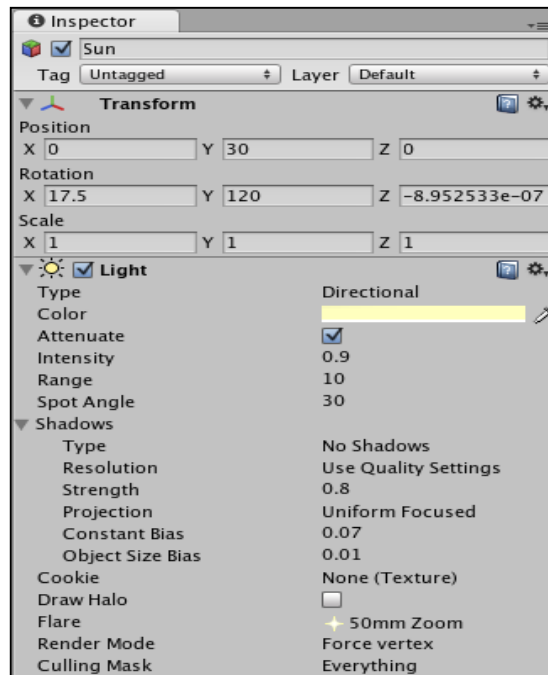 Inspector
Sun
Tag Untagged Layer Default
Transform
Position
X 0 Y 30 Z 0
Rotation
X 17.5 Y 120 Z -8.952533e-07
Scale
X 1 Y 1 Z 1
Light
Type Directional
Color
Attenuate
Intensity 0.9
Range 10
Spot Angle 30
Shadows
Type No Shadows
Resolution Use Quality Settings
Strength 0.8
Projection Uniform Focused
Constant Bias 0.07
Object Size Bias 0.01
Cookie None (Texture)
Draw Halo
Flare 50mm Zoom
Render Mode Force vertex
Culling Mask Everything